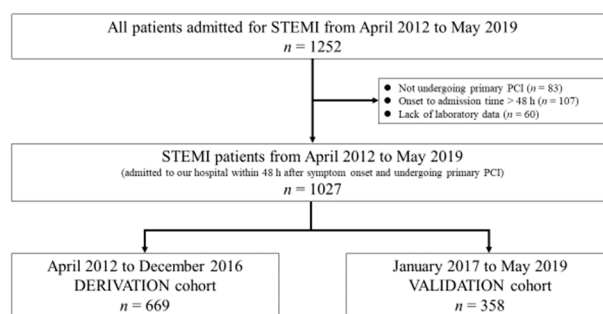 All patients admitted for STEMI from April 2012 to May 2019
n = 1252
● Not undergoing primary PCI (n = 83)
● Onset to admission time > 48 h (n = 107)
● Lack of laboratory data (n = 60)
STEMI patients from April 2012 to May 2019
(admitted to our hospital within 48 h after symptom onset and undergoing primary PCI)
n = 1027
April 2012 to December 2016
DERIVATION cohort
n = 669
January 2017 to May 2019
VALIDATION cohort
n = 358